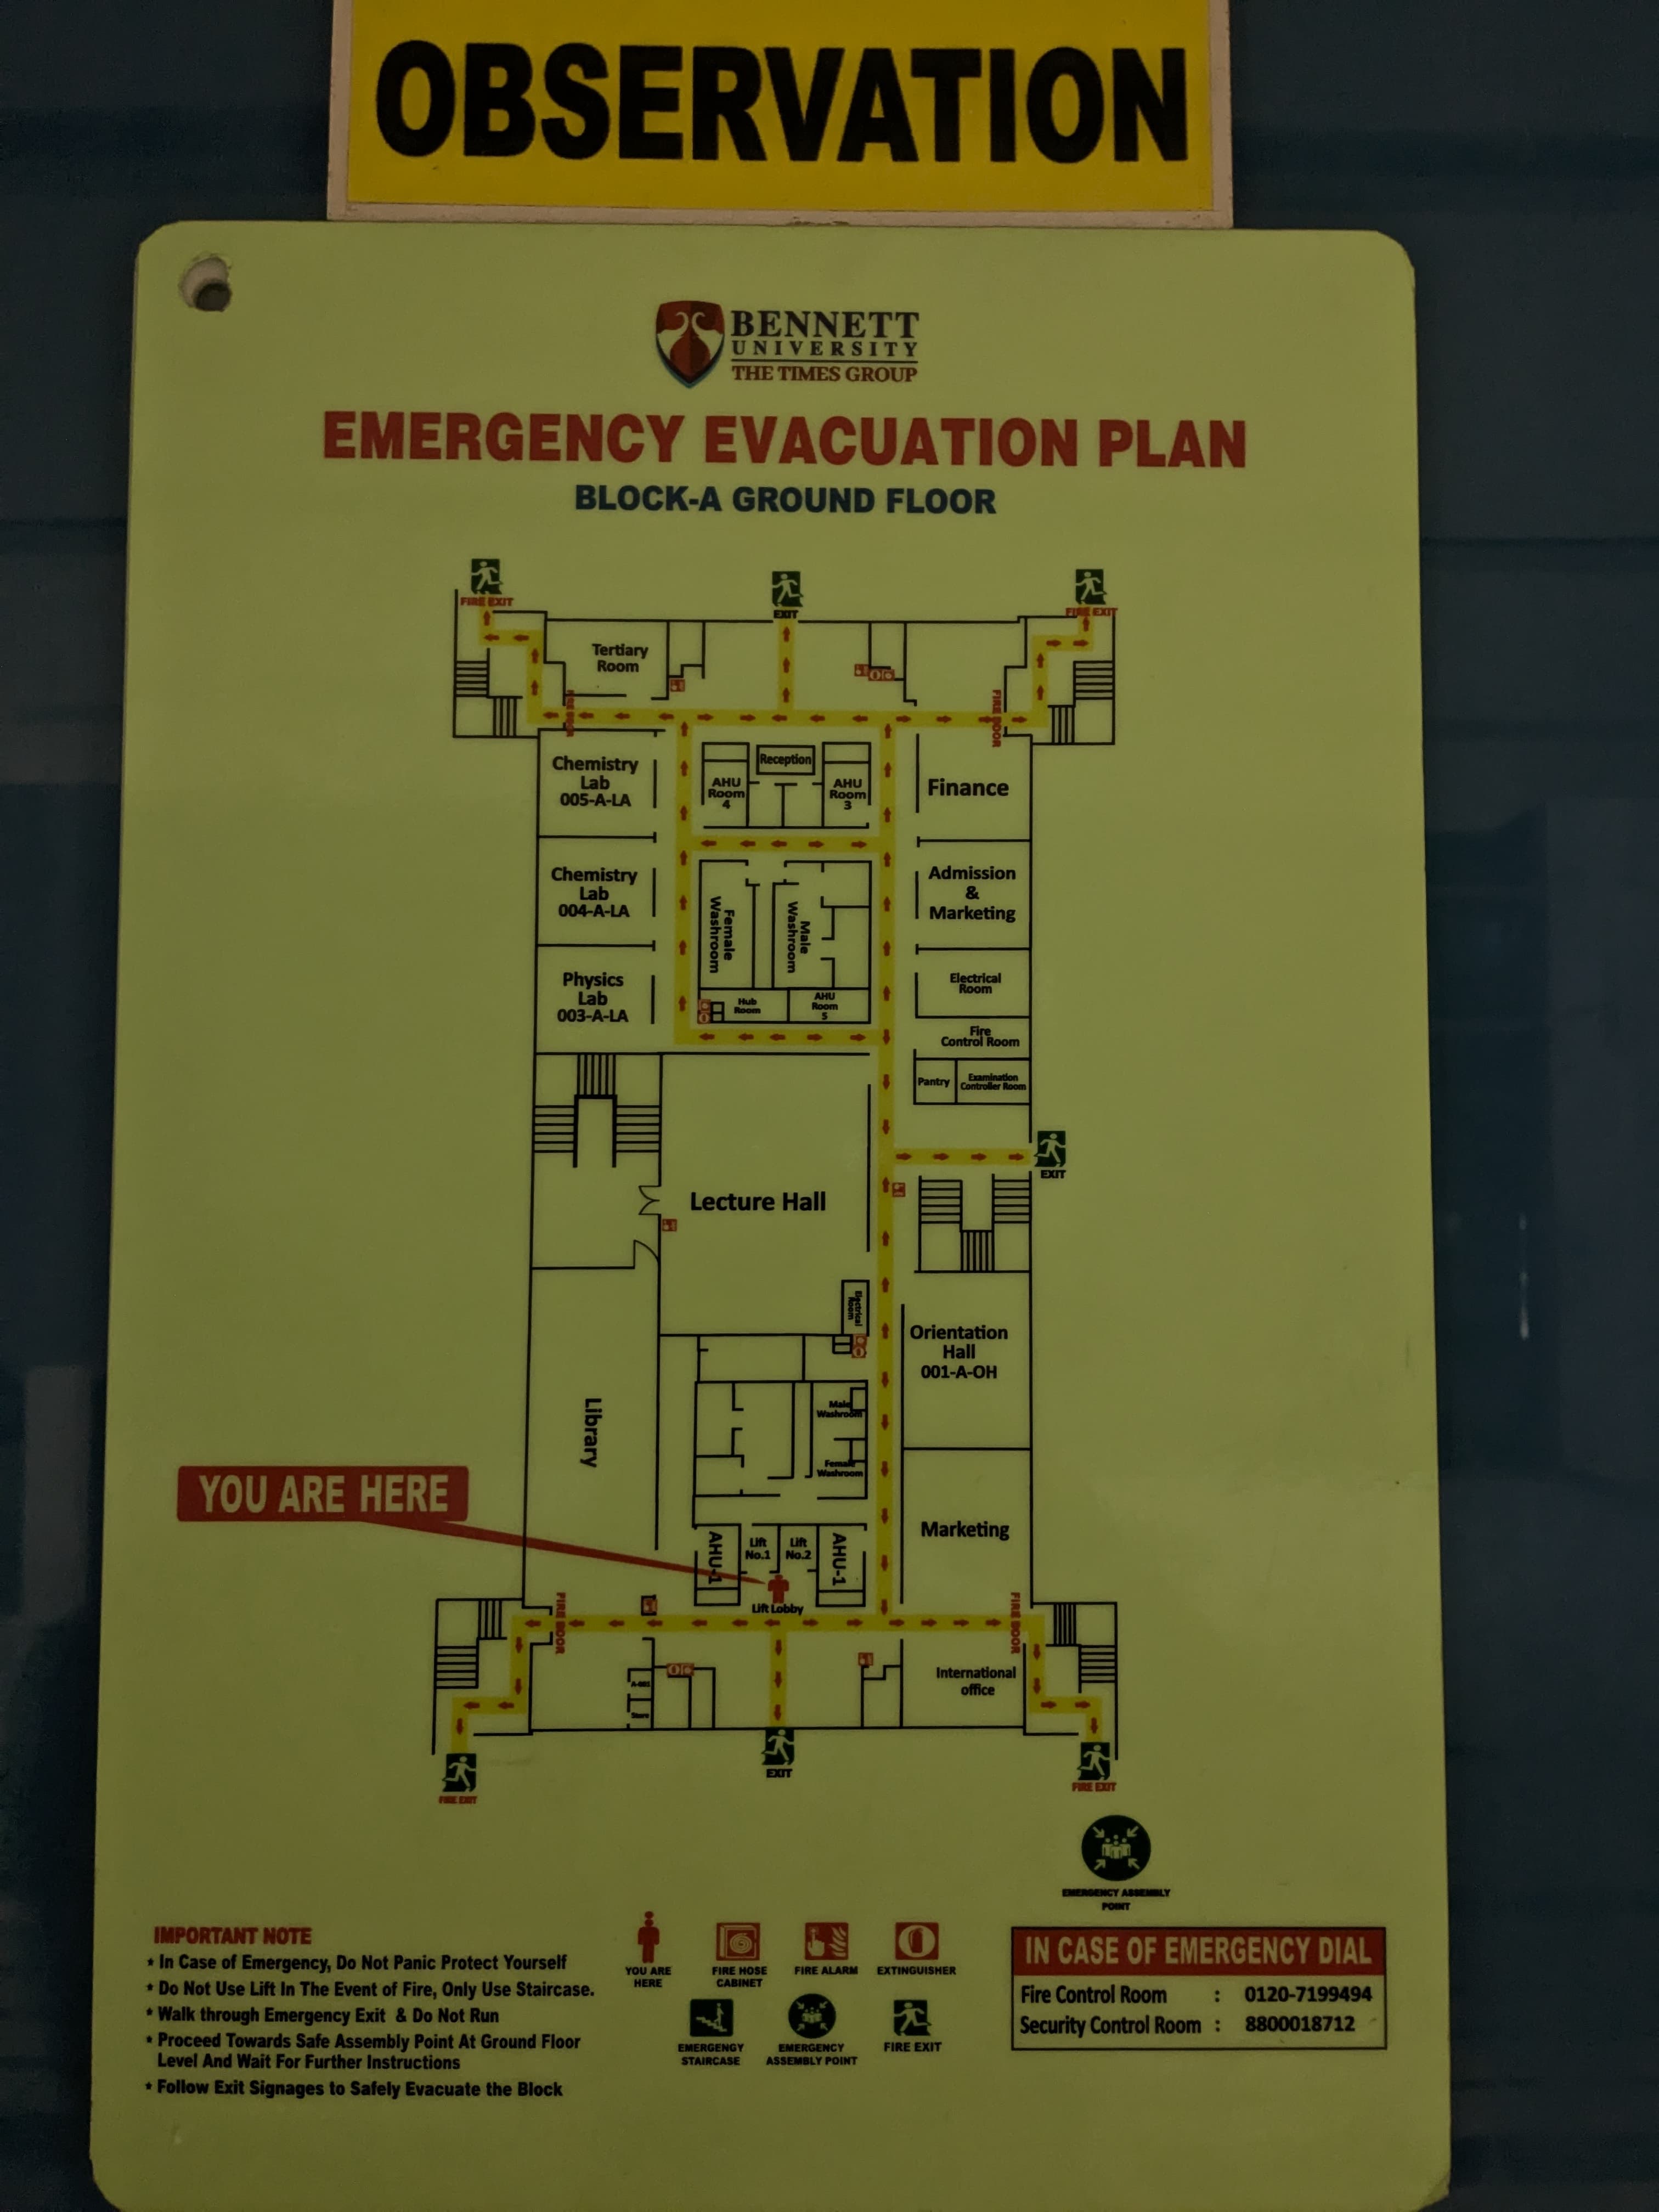 OBSERVATION
BENNETT
UNIVERSITY
THE TIMES GROUP
EMERGENCY EVACUATION PLAN
BLOCK-A GROUND FLOOR
FIRE EXIT
EXIT
FIRE EXIT
Tertiary
Room
FIRE DOOR
FIRE DOOR
Chemistry
Lab
005-A-LA
AHU
Room
4
Reception
AHU
Room
3
Finance
Chemistry
Lab
004-A-LA
Female
Washroom
Male
Washroom
Admission
&
Marketing
Physics
Lab
003-A-LA
Hub
Room
AHU
Room
5
Electrical
Room
Fire
Control Room
Pantry
Examination
Controller Room
EXIT
Lecture Hall
Electrical
Room
Orientation
Hall
001-A-OH
Library
Male
Washroom
Female
Washroom
YOU ARE HERE
AHU-1
Lift
No.1
Lift
No.2
AHU-1
Marketing
Lift Lobby
FIRE DOOR
FIRE DOOR
A-001
Store
International
office
FIRE EXIT
EXIT
FIRE EXIT
EMERGENCY ASSEMBLY
POINT
IMPORTANT NOTE
* In Case of Emergency, Do Not Panic Protect Yourself
* Do Not Use Lift In The Event of Fire, Only Use Staircase.
* Walk through Emergency Exit & Do Not Run
* Proceed Towards Safe Assembly Point At Ground Floor
Level And Wait For Further Instructions
* Follow Exit Signages to Safely Evacuate the Block
YOU ARE
HERE
FIRE HOSE
CABINET
FIRE ALARM
EXTINGUISHER
EMERGENCY
STAIRCASE
EMERGENCY
ASSEMBLY POINT
FIRE EXIT
IN CASE OF EMERGENCY DIAL
Fire Control Room : 0120-7199494
Security Control Room : 8800018712